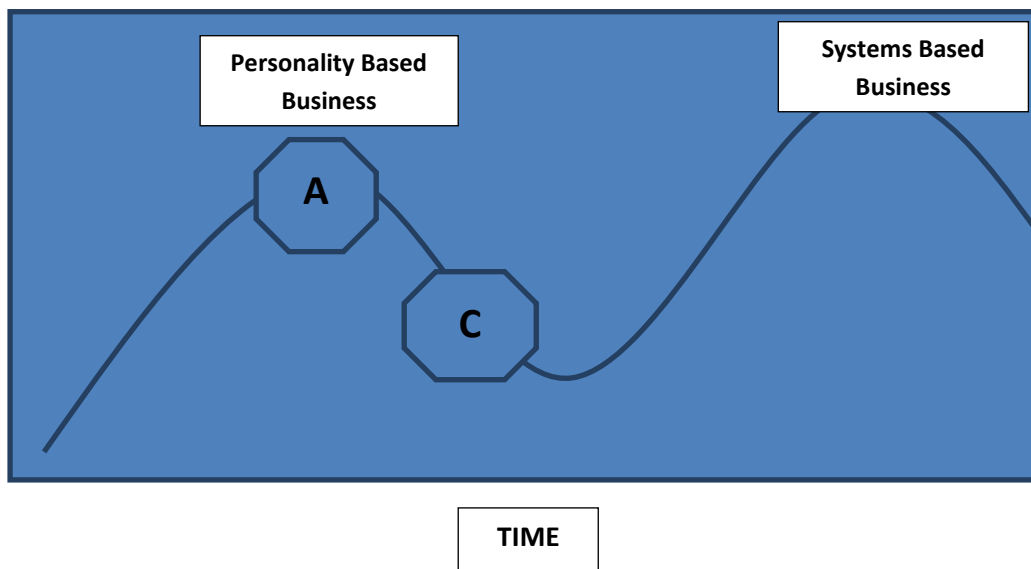 Personality Based
Business
Systems Based
Business
A
C
TIME